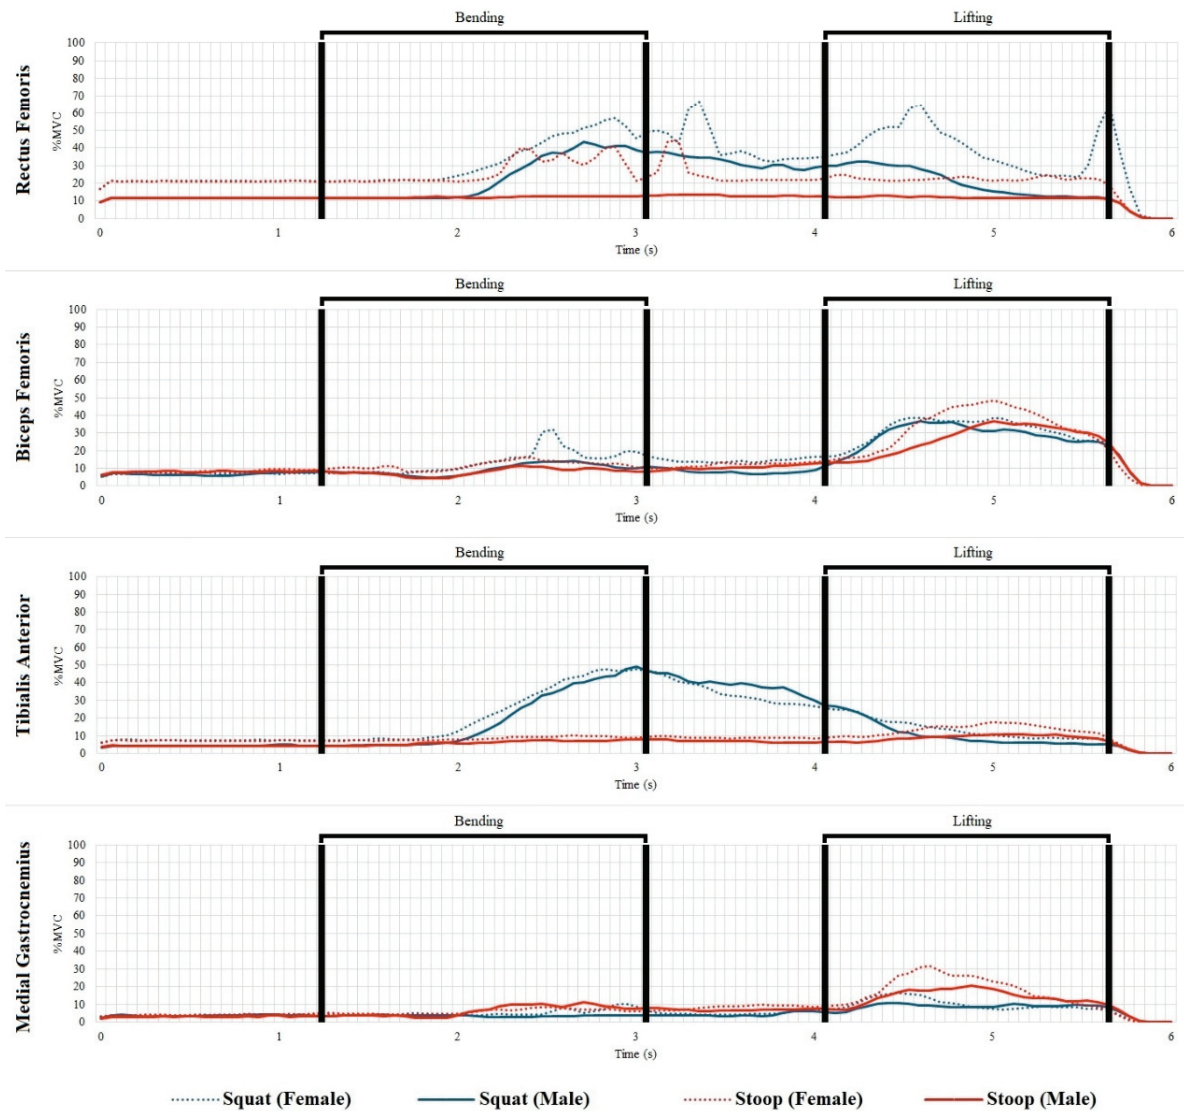 Bending Lifting
Rectus Femoris
%MVC
100
90
80
70
60
50
40
30
20
10
0
0 1 2 3 4 5 6
Time (s)
Bending Lifting
Biceps Femoris
%MVC
100
90
80
70
60
50
40
30
20
10
0
0 1 2 3 4 5 6
Time (s)
Bending Lifting
Tibialis Anterior
%MVC
100
90
80
70
60
50
40
30
20
10
0
0 1 2 3 4 5 6
Time (s)
Bending Lifting
Medial Gastrocnemius
%MVC
100
90
80
70
60
50
40
30
20
10
0
0 1 2 3 4 5 6
Time (s)
Squat (Female) Squat (Male) Stoop (Female) Stoop (Male)